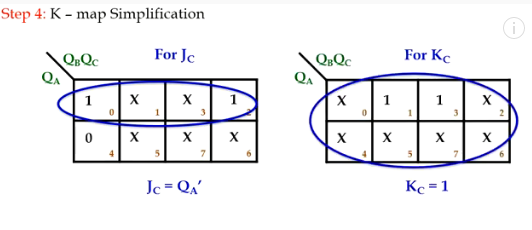 Step 4: K – map Simplification
i
QBQC For JC
QA
1 X X 1
0 1 3 2
0 X X X
4 5 7 6
JC = QA′
QBQC For KC
QA
X 1 1 X
0 1 3 2
X X X X
4 5 7 6
KC = 1